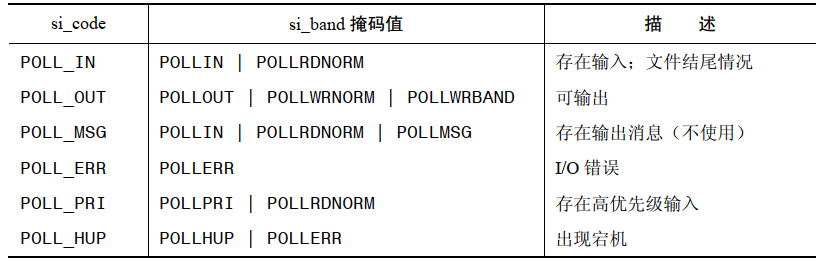 si_code si_band 掩码值 描 述
POLL_IN POLLIN | POLLRDNORM 存在输入；文件结尾情况
POLL_OUT POLLOUT | POLLWRNORM | POLLWRBAND 可输出
POLL_MSG POLLIN | POLLRDNORM | POLLMSG 存在输出消息（不使用）
POLL_ERR POLLERR I/O 错误
POLL_PRI POLLPRI | POLLRDNORM 存在高优先级输入
POLL_HUP POLLHUP | POLLERR 出现宕机